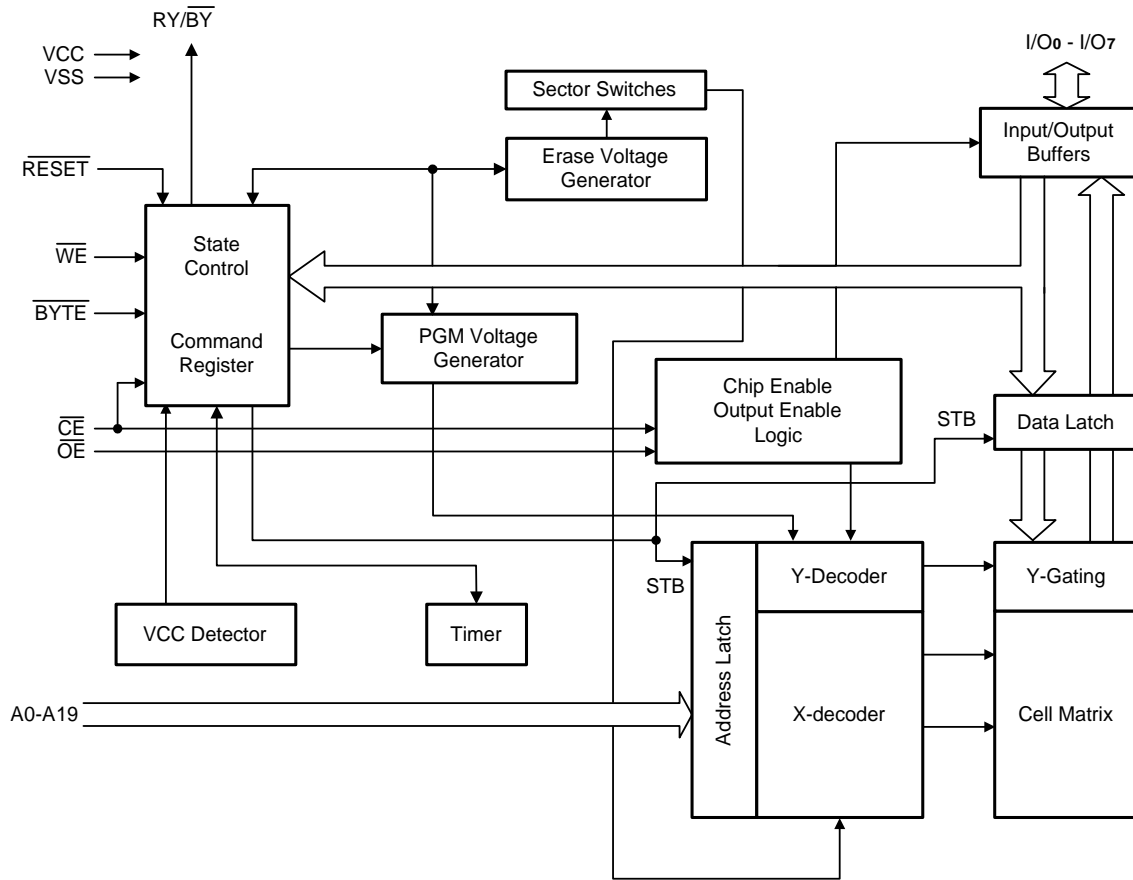 RY/BY
VCC
VSS
I/O0 - I/O7
Sector Switches
Input/Output
Buffers
Erase Voltage
Generator
RESET
State
Control
WE
BYTE
Command
Register
PGM Voltage
Generator
Chip Enable
Output Enable
Logic
CE
OE
STB
Data Latch
STB
Y-Decoder
Y-Gating
VCC Detector
Timer
Address Latch
A0-A19
X-decoder
Cell Matrix